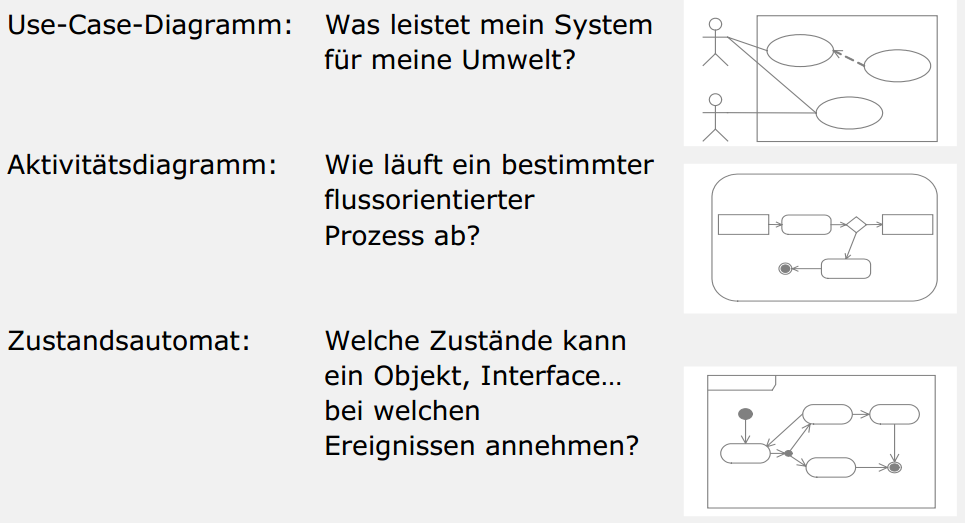 Use-Case-Diagramm: Was leistet mein System
für meine Umwelt?
Aktivitätsdiagramm: Wie läuft ein bestimmter
flussorientierter
Prozess ab?
Zustandsautomat: Welche Zustände kann
ein Objekt, Interface…
bei welchen
Ereignissen annehmen?